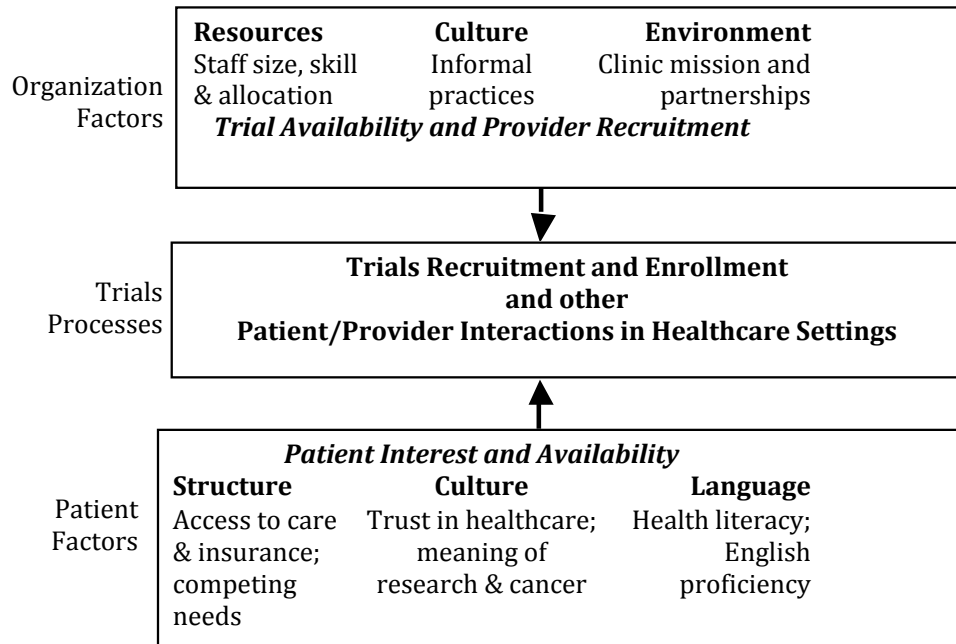 Organization
Factors
Resources Culture Environment
Staff size, skill Informal Clinic mission and
& allocation practices partnerships
Trial Availability and Provider Recruitment
Trials
Processes
Trials Recruitment and Enrollment
and other
Patient/Provider Interactions in Healthcare Settings
Patient
Factors
Patient Interest and Availability
Structure Culture Language
Access to care Trust in healthcare; Health literacy;
& insurance; meaning of English
competing research & cancer proficiency
needs